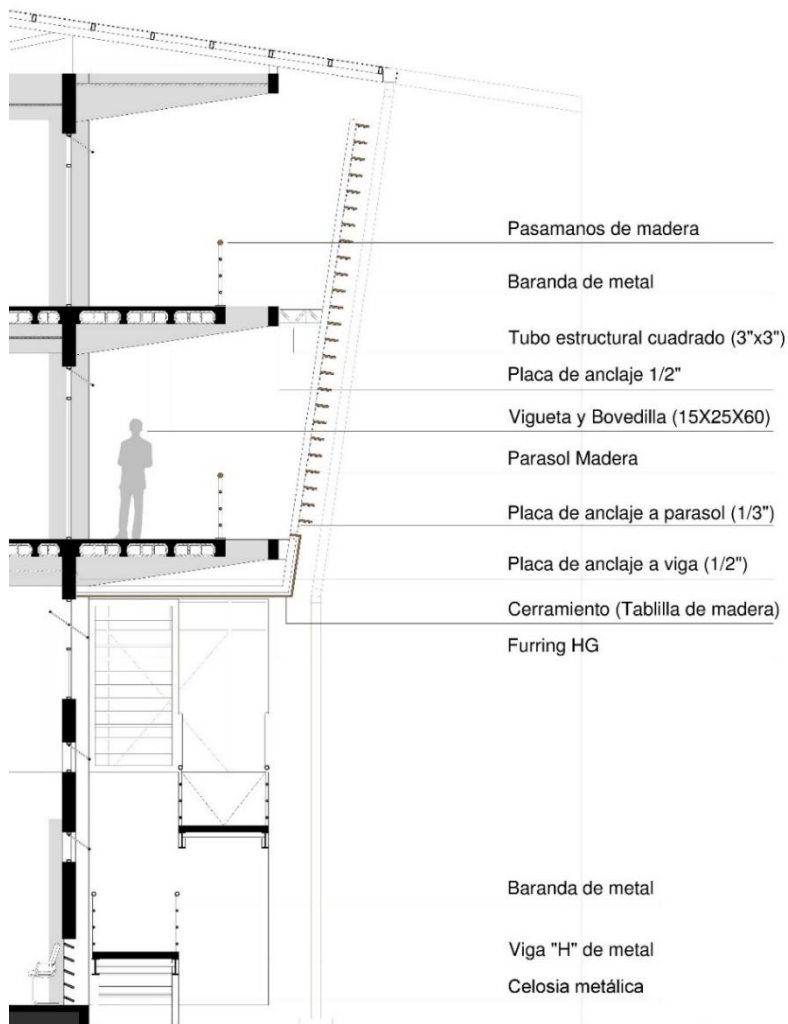 Pasamanos de madera
Baranda de metal
Tubo estructural cuadrado (3"x3")
Placa de anclaje 1/2"
Vigueta y Bovedilla (15X25X60)
Parasol Madera
Placa de anclaje a parasol (1/3")
Placa de anclaje a viga (1/2")
Cerramiento (Tablilla de madera)
Furring HG
Baranda de metal
Viga "H" de metal
Celosia metálica